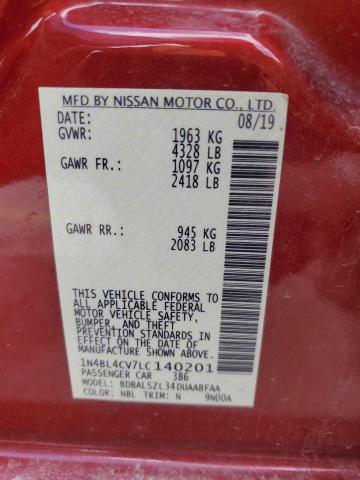 MFD BY NISSAN MOTOR CO., LTD.
DATE: 08/19
GVWR: 1963 KG
4328 LB
GAWR FR.: 1097 KG
2418 LB
GAWR RR.: 945 KG
2083 LB
THIS VEHICLE CONFORMS TO
ALL APPLICABLE FEDERAL
MOTOR VEHICLE SAFETY,
BUMPER, AND THEFT
PREVENTION STANDARDS IN
EFFECT ON THE DATE OF
MANUFACTURE SHOWN ABOVE.
1N4BL4CV7LC140201
PASSENGER CAR 386
MODEL: BDBALSZL34DUAABFAA
COLOR: NBL TRIM: N 9N00A